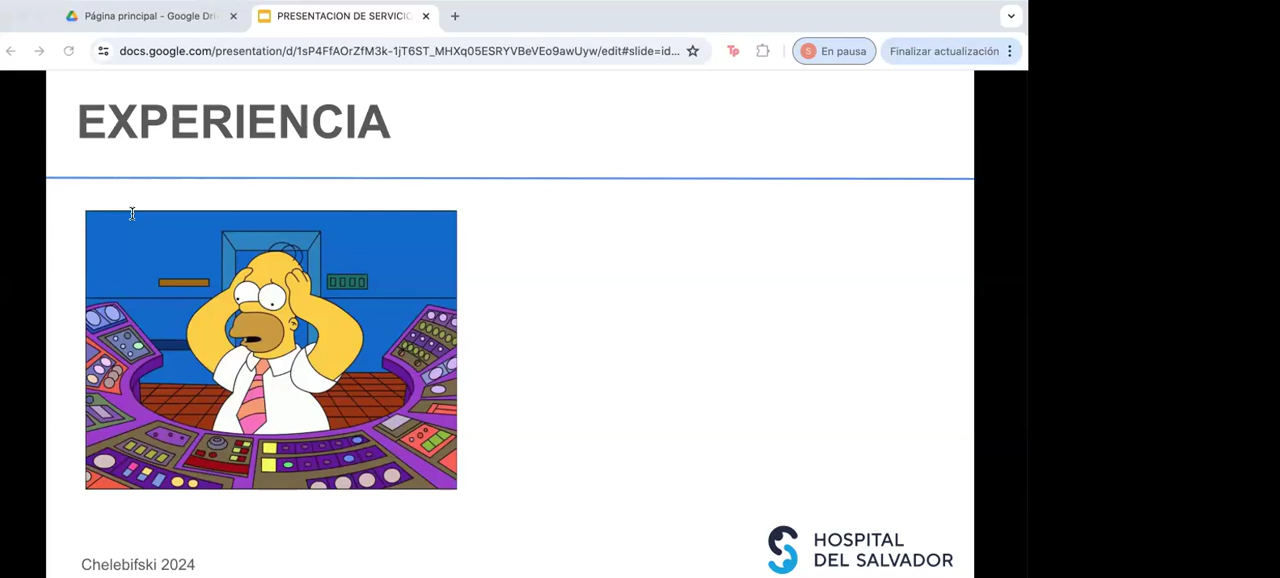 Página principal - Google Dri
PRESENTACION DE SERVICIO
docs.google.com/presentation/d/1sP4FfAOrZfM3k-1jT6ST_MHXq05ESRYVBeVEo9awUyw/edit#slide=id...
Tp
S
En pausa
Finalizar actualización
EXPERIENCIA
Chelebifski 2024
HOSPITAL
DEL SALVADOR